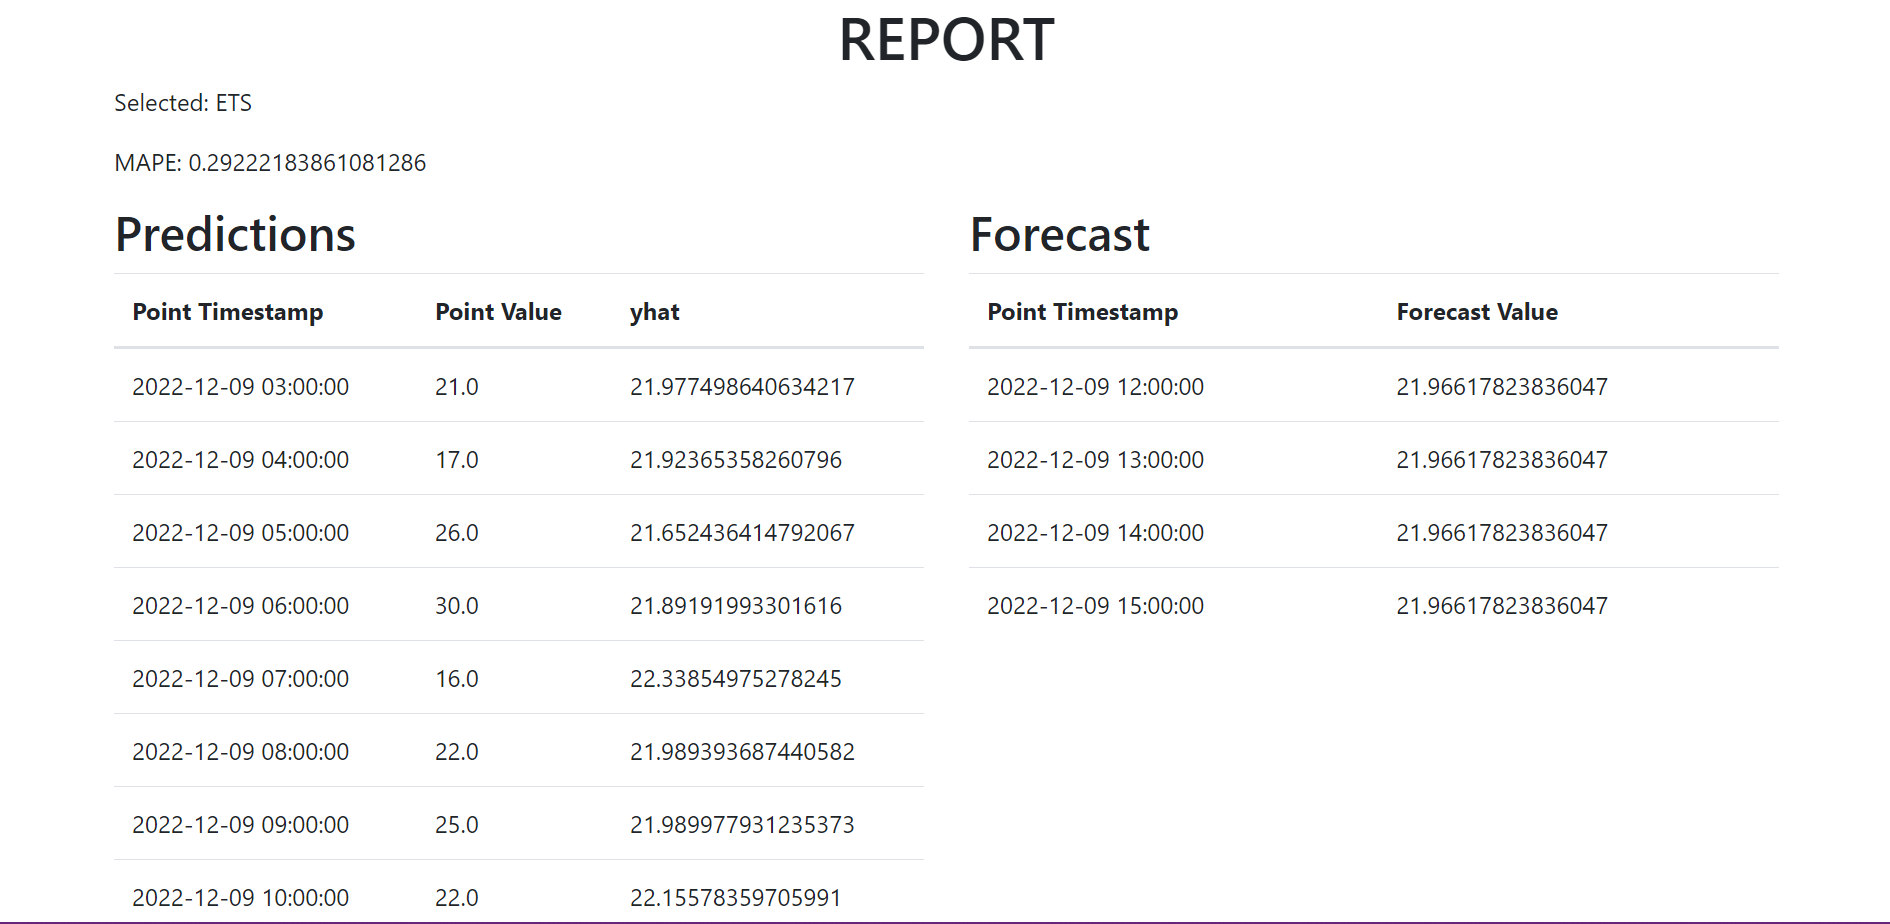 REPORT
Selected: ETS
MAPE: 0.29222183861081286
Predictions
Point Timestamp Point Value yhat
2022-12-09 03:00:00 21.0 21.977498640634217
2022-12-09 04:00:00 17.0 21.92365358260796
2022-12-09 05:00:00 26.0 21.652436414792067
2022-12-09 06:00:00 30.0 21.89191993301616
2022-12-09 07:00:00 16.0 22.33854975278245
2022-12-09 08:00:00 22.0 21.989393687440582
2022-12-09 09:00:00 25.0 21.989977931235373
2022-12-09 10:00:00 22.0 22.15578359705991
Forecast
Point Timestamp Forecast Value
2022-12-09 12:00:00 21.96617823836047
2022-12-09 13:00:00 21.96617823836047
2022-12-09 14:00:00 21.96617823836047
2022-12-09 15:00:00 21.96617823836047